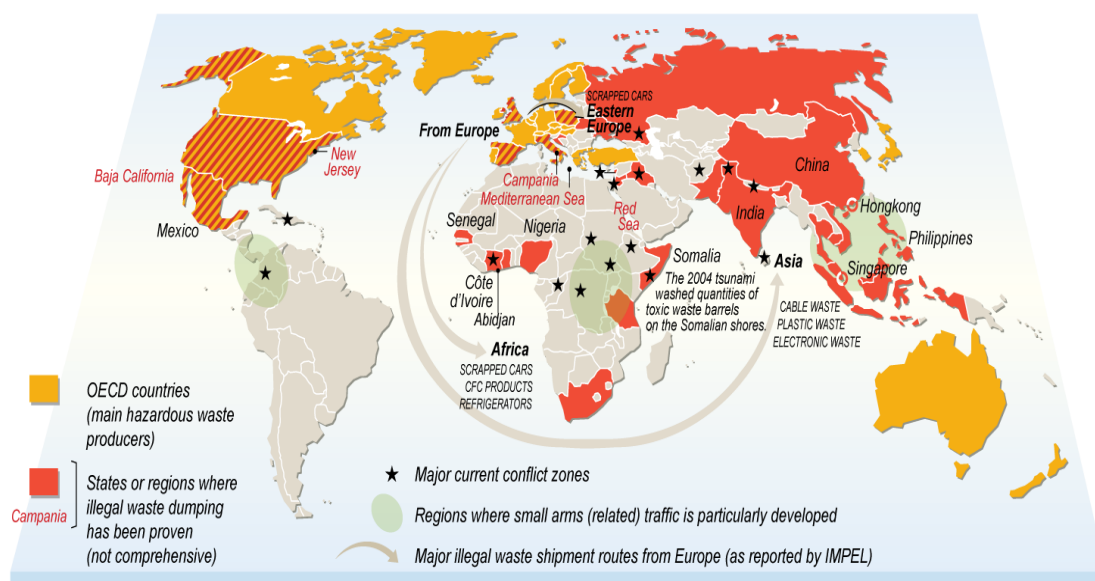 SCRAPPED CARS
Eastern
Europe
From Europe
New
Jersey
Baja California
Campania
Mediterranean Sea
China
Mexico
Senegal
Nigeria
Red
Sea
India
Hongkong
Philippines
Somalia
Asia
Singapore
The 2004 tsunami
washed quantities of
toxic waste barrels
on the Somalian shores.
Côte
d'Ivoire
Abidjan
CABLE WASTE
PLASTIC WASTE
ELECTRONIC WASTE
Africa
SCRAPPED CARS
CFC PRODUCTS
REFRIGERATORS
OECD countries
(main hazardous waste
producers)
States or regions where
illegal waste dumping
has been proven
(not comprehensive)
Campania
Major current conflict zones
Regions where small arms (related) traffic is particularly developed
Major illegal waste shipment routes from Europe (as reported by IMPEL)